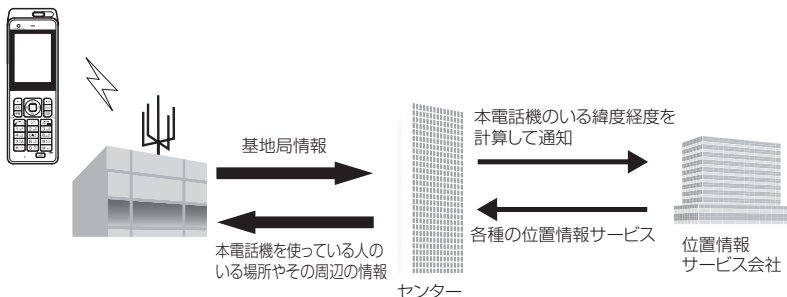 基地局情報
本電話機を使っている人の
いる場所やその周辺の情報
センター
本電話機のいる緯度経度を
計算して通知
各種の位置情報サービス
位置情報
サービス会社